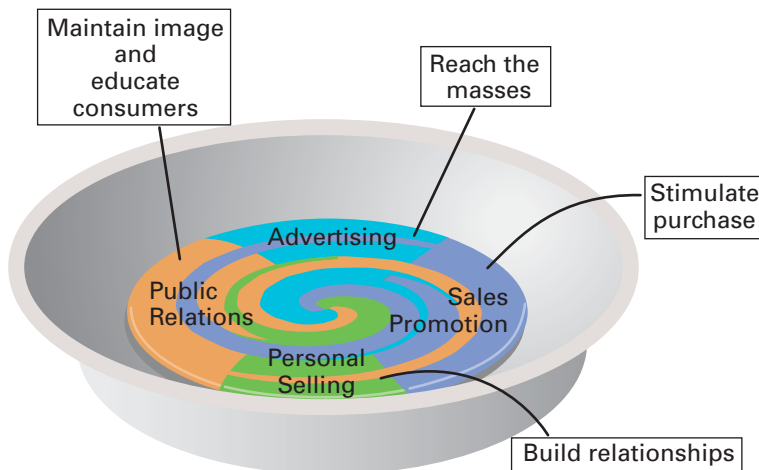 Maintain image
and
educate
consumers
Reach the
masses
Stimulate
purchase
Advertising
Public
Relations
Sales
Promotion
Personal
Selling
Build relationships